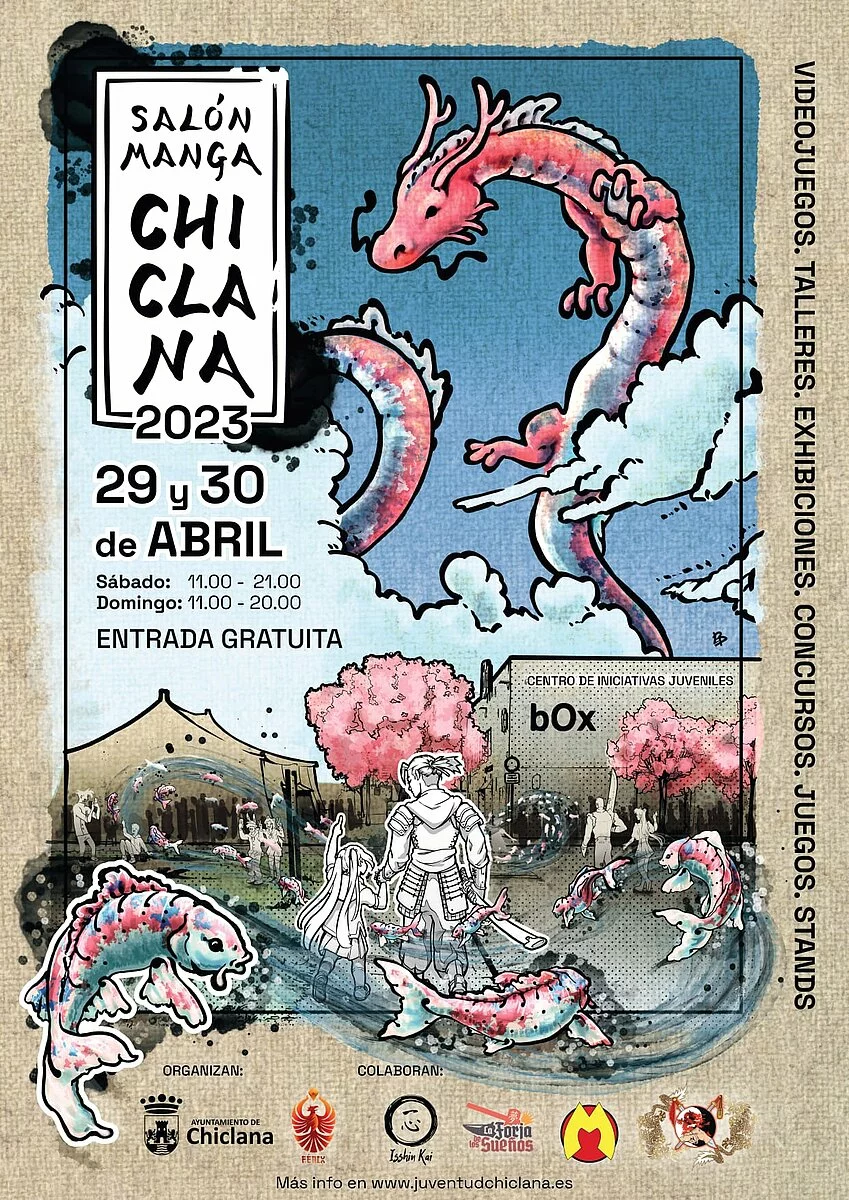 SALÓN
MANGA
CHI
CLA
NA
2023
29 y 30
de ABRIL
Sábado: 11.00 - 21.00
Domingo: 11.00 - 20.00
ENTRADA GRATUITA
VIDEOJUEGOS. TALLERES. EXHIBICIONES. CONCURSOS. JUEGOS. STANDS
CENTRO DE INICIATIVAS JUVENILES
bOx
ORGANIZAN:
COLABORAN:
AYUNTAMIENTO DE
Chiclana
FÉNIX
Isshin Kai
La Forja
de los Sueños
Más info en www.juventudchiclana.es